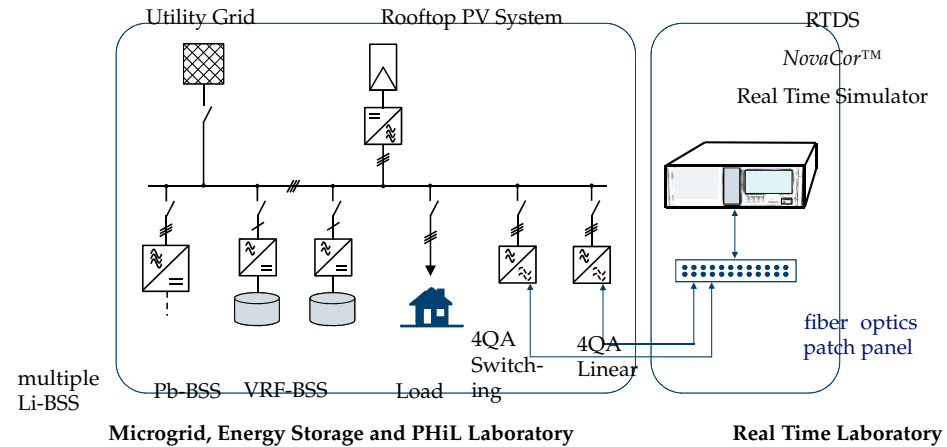 Utility Grid
Rooftop PV System
RTDS
NovaCor™
Real Time Simulator
fiber optics
patch panel
4QA
Switch-
ing
4QA
Linear
multiple
Li-BSS
Pb-BSS
VRF-BSS
Load
Microgrid, Energy Storage and PHiL Laboratory
Real Time Laboratory